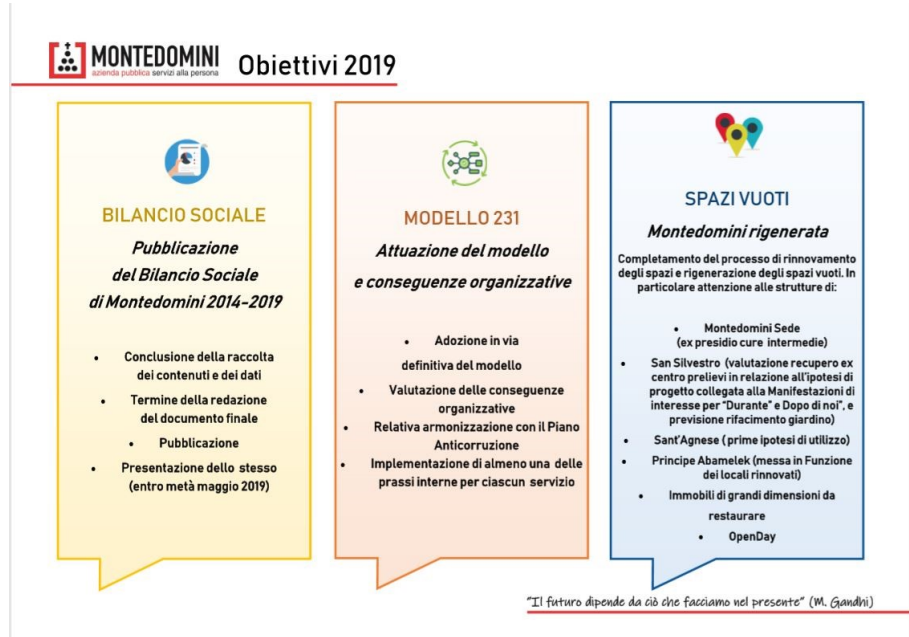 MONTEDOMINI
azienda pubblica servizi alla persona
Obiettivi 2019
BILANCIO SOCIALE
Pubblicazione
del Bilancio Sociale
di Montedomini 2014-2019
• Conclusione della raccolta
dei contenuti e dei dati
• Termine della redazione
del documento finale
• Pubblicazione
• Presentazione dello stesso
(entro metà maggio 2019)
MODELLO 231
Attuazione del modello
e conseguenze organizzative
• Adozione in via
definitiva del modello
• Valutazione delle conseguenze
organizzative
• Relativa armonizzazione con il Piano
Anticorruzione
• Implementazione di almeno una delle
prassi interne per ciascun servizio
SPAZI VUOTI
Montedomini rigenerata
Completamento del processo di rinnovamento
degli spazi e rigenerazione degli spazi vuoti. In
particolare attenzione alle strutture di:
• Montedomini Sede
(ex presidio cure intermedie)
• San Silvestro (valutazione recupero ex
centro prelievi in relazione all'ipotesi di
progetto collegata alla Manifestazioni di
interesse per "Durante" e Dopo di noi", e
previsione rifacimento giardino)
• Sant'Agnese ( prime ipotesi di utilizzo)
• Principe Abamelek (messa in Funzione
dei locali rinnovati)
• Immobili di grandi dimensioni da
restaurare
• OpenDay
"Il futuro dipende da ciò che facciamo nel presente" (M. Gandhi)